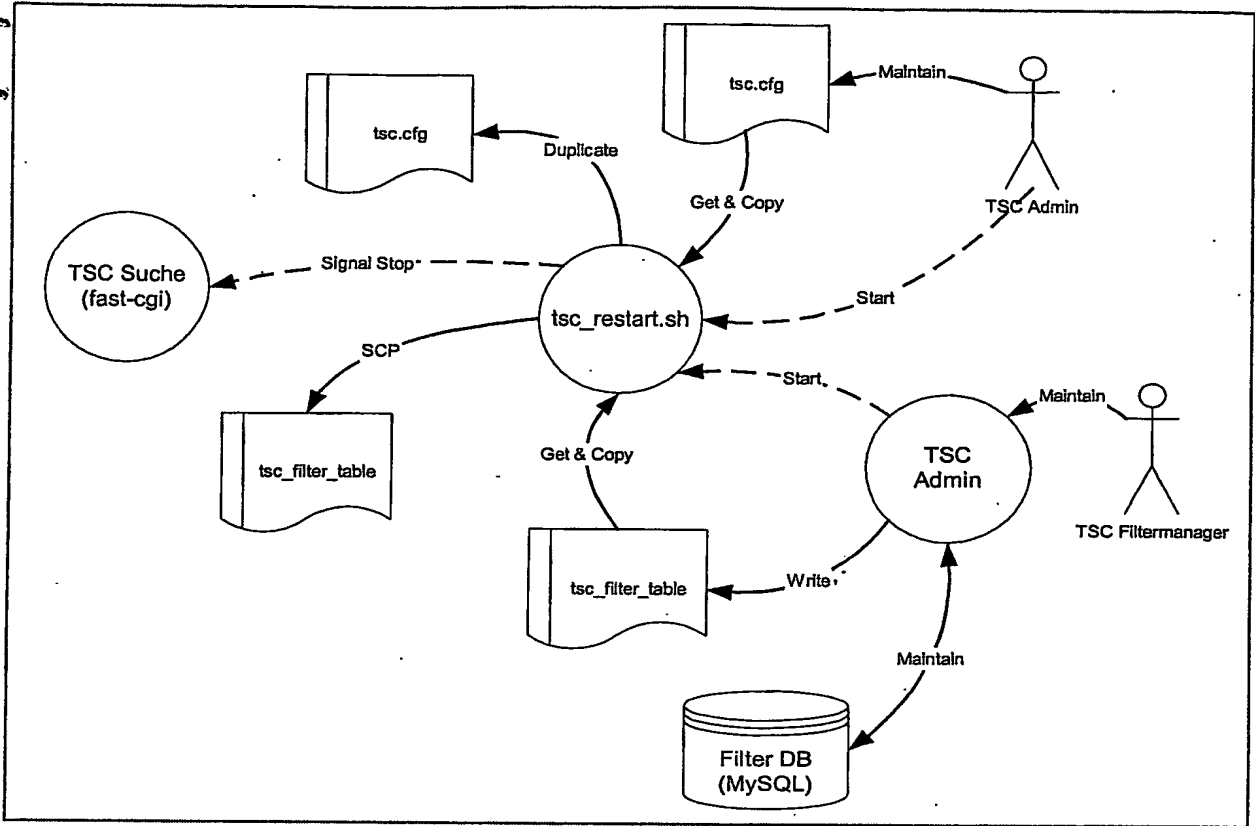 tsc.cfg
Maintain
tsc.cfg
Duplicate
Get & Copy
TSC Admin
TSC Suche
(fast-cgi)
Signal Stop
Start
tsc_restart.sh
SCP
Start
Maintain
Get & Copy
TSC
Admin
tsc_filter_table
TSC Filtermanager
Write
tsc_filter_table
Maintain
Filter DB
(MySQL)